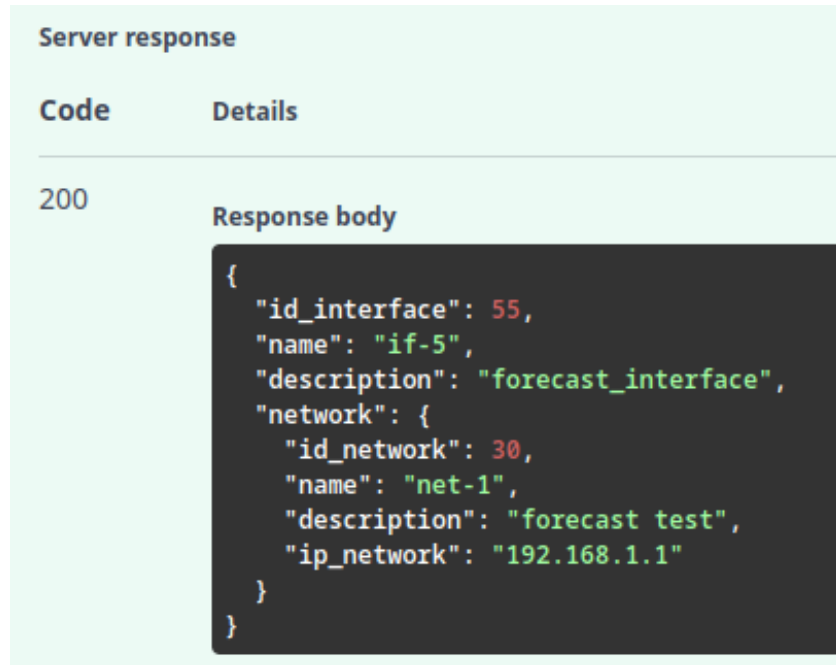 Server response
Code Details
200
Response body
{
  "id_interface": 55,
  "name": "if-5",
  "description": "forecast_interface",
  "network": {
    "id_network": 30,
    "name": "net-1",
    "description": "forecast test",
    "ip_network": "192.168.1.1"
  }
}